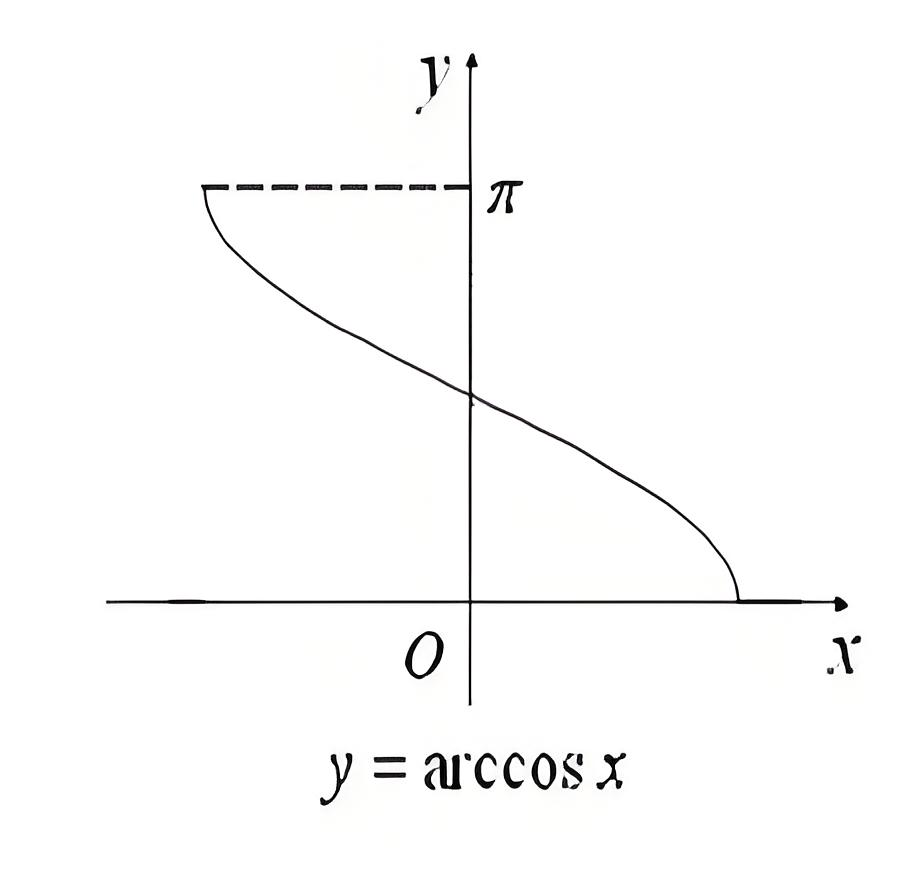 y
π
O
x
y = arccos x